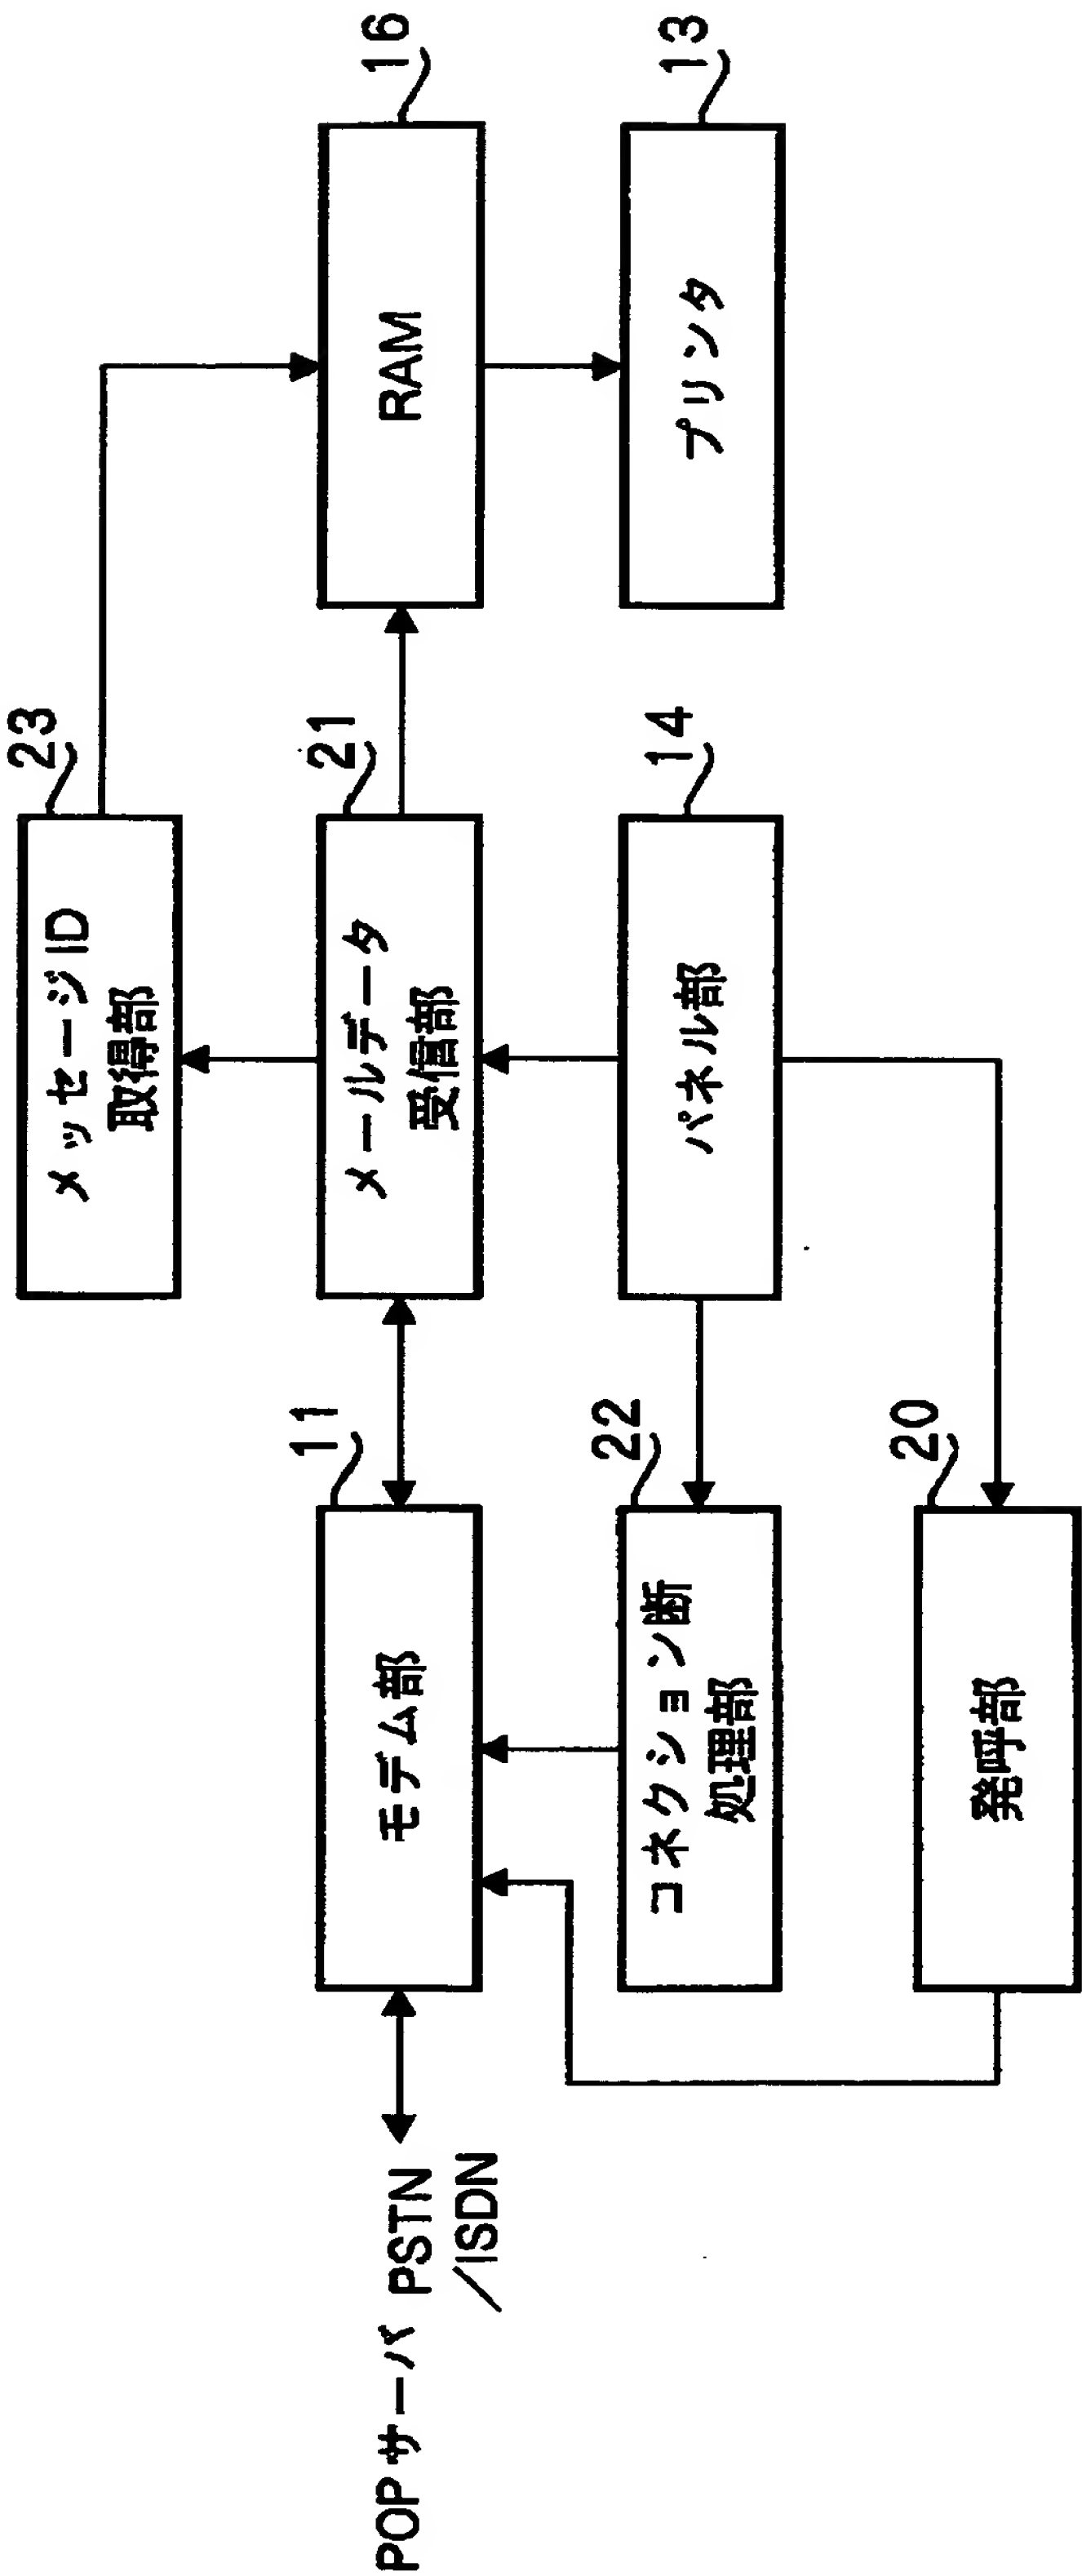 23
メッセージID
取得部
POPサーバ PSTN
／ISDN
11
モデム部
21
メールデータ
受信部
16
RAM
22
コネクション断
処理部
14
パネル部
13
プリンタ
20
発呼部